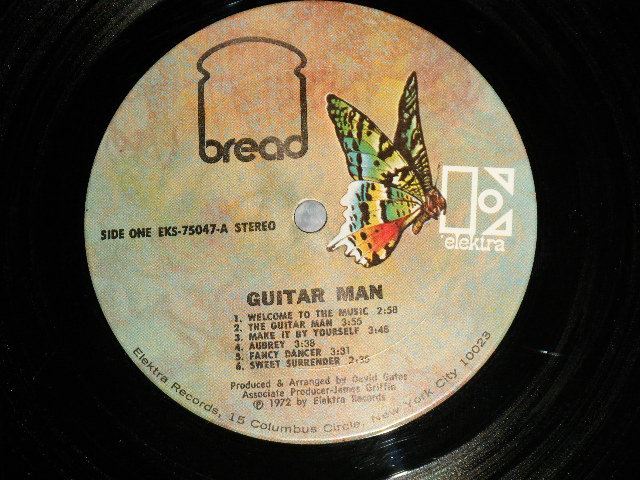 bread
elektra
SIDE ONE EKS-75047-A STEREO
GUITAR MAN
1. WELCOME TO THE MUSIC 2:58
2. THE GUITAR MAN 3:55
3. MAKE IT BY YOURSELF 3:48
4. AUBREY 3:38
5. FANCY DANCER 3:31
6. SWEET SURRENDER 2:35
Produced & Arranged by David Gates
Associate Producer-James Griffin
℗ 1972 by Elektra Records
Elektra Records, 15 Columbus Circle, New York City 10023